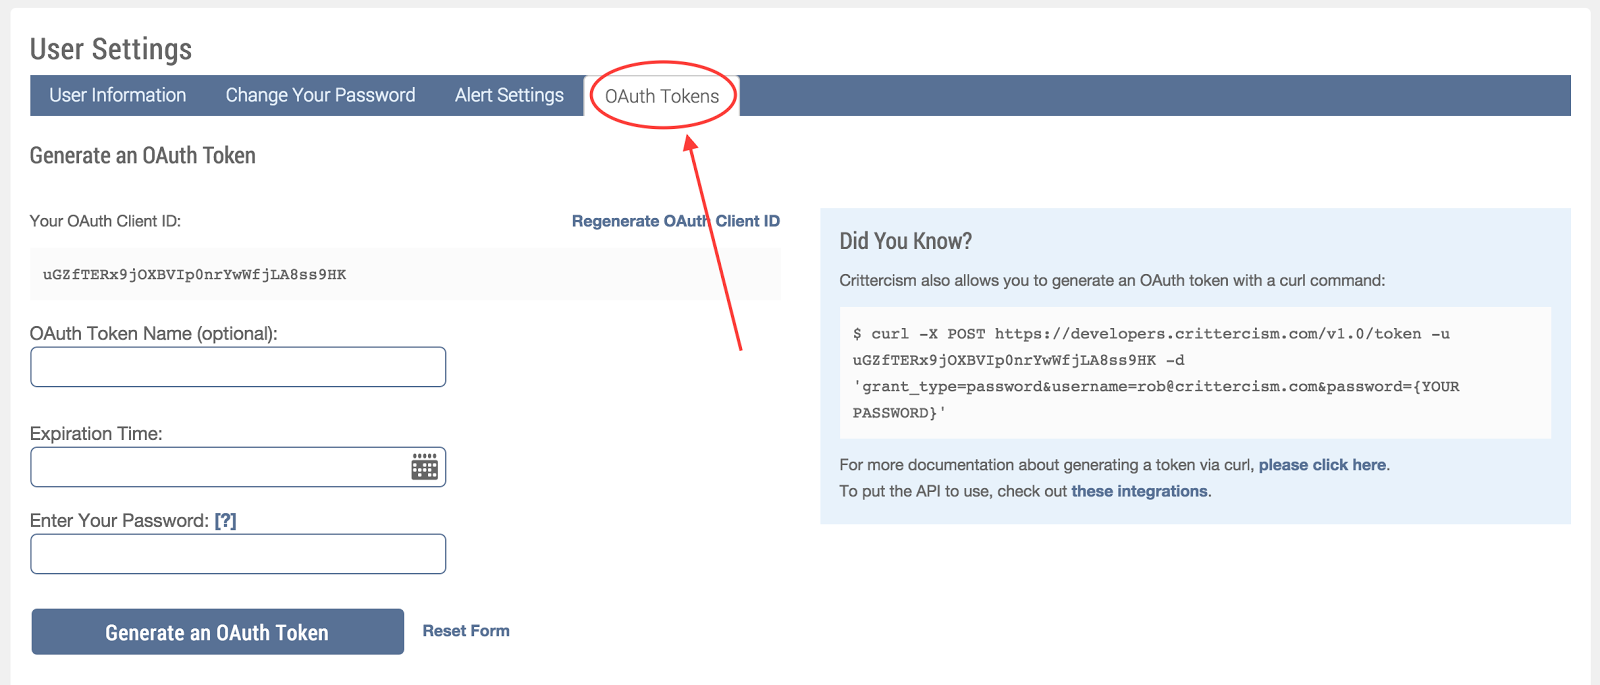 User Settings
User Information
Change Your Password
Alert Settings
OAuth Tokens
Generate an OAuth Token
Your OAuth Client ID:
Regenerate OAuth Client ID
uGZfTERx9jOXBVIp0nrYwWfjLA8ss9HK
OAuth Token Name (optional):
Expiration Time:
Enter Your Password: [?]
Generate an OAuth Token
Reset Form
Did You Know?
Crittercism also allows you to generate an OAuth token with a curl command:
$ curl -X POST https://developers.crittercism.com/v1.0/token -u
uGZfTERx9jOXBVIp0nrYwWfjLA8ss9HK -d
'grant_type=password&username=rob@crittercism.com&password={YOUR
PASSWORD}'
For more documentation about generating a token via curl, please click here.
To put the API to use, check out these integrations.